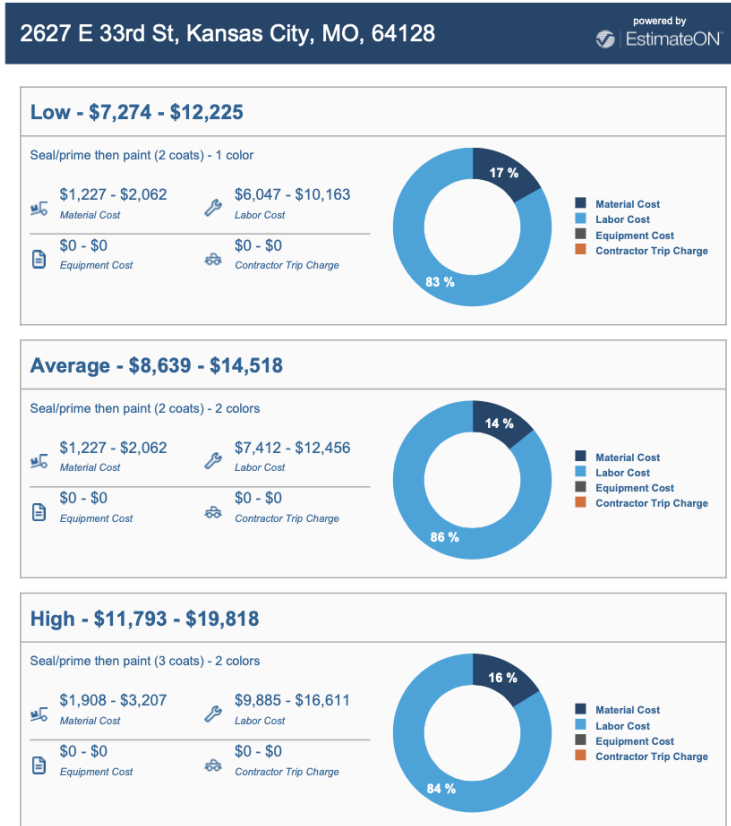 2627 E 33rd St, Kansas City, MO, 64128
powered by
EstimateON
Low - $7,274 - $12,225
Seal/prime then paint (2 coats) - 1 color
$1,227 - $2,062
Material Cost
$6,047 - $10,163
Labor Cost
$0 - $0
Equipment Cost
$0 - $0
Contractor Trip Charge
17 %
83 %
Material Cost
Labor Cost
Equipment Cost
Contractor Trip Charge
Average - $8,639 - $14,518
Seal/prime then paint (2 coats) - 2 colors
$1,227 - $2,062
Material Cost
$7,412 - $12,456
Labor Cost
$0 - $0
Equipment Cost
$0 - $0
Contractor Trip Charge
14 %
86 %
Material Cost
Labor Cost
Equipment Cost
Contractor Trip Charge
High - $11,793 - $19,818
Seal/prime then paint (3 coats) - 2 colors
$1,908 - $3,207
Material Cost
$9,885 - $16,611
Labor Cost
$0 - $0
Equipment Cost
$0 - $0
Contractor Trip Charge
16 %
84 %
Material Cost
Labor Cost
Equipment Cost
Contractor Trip Charge